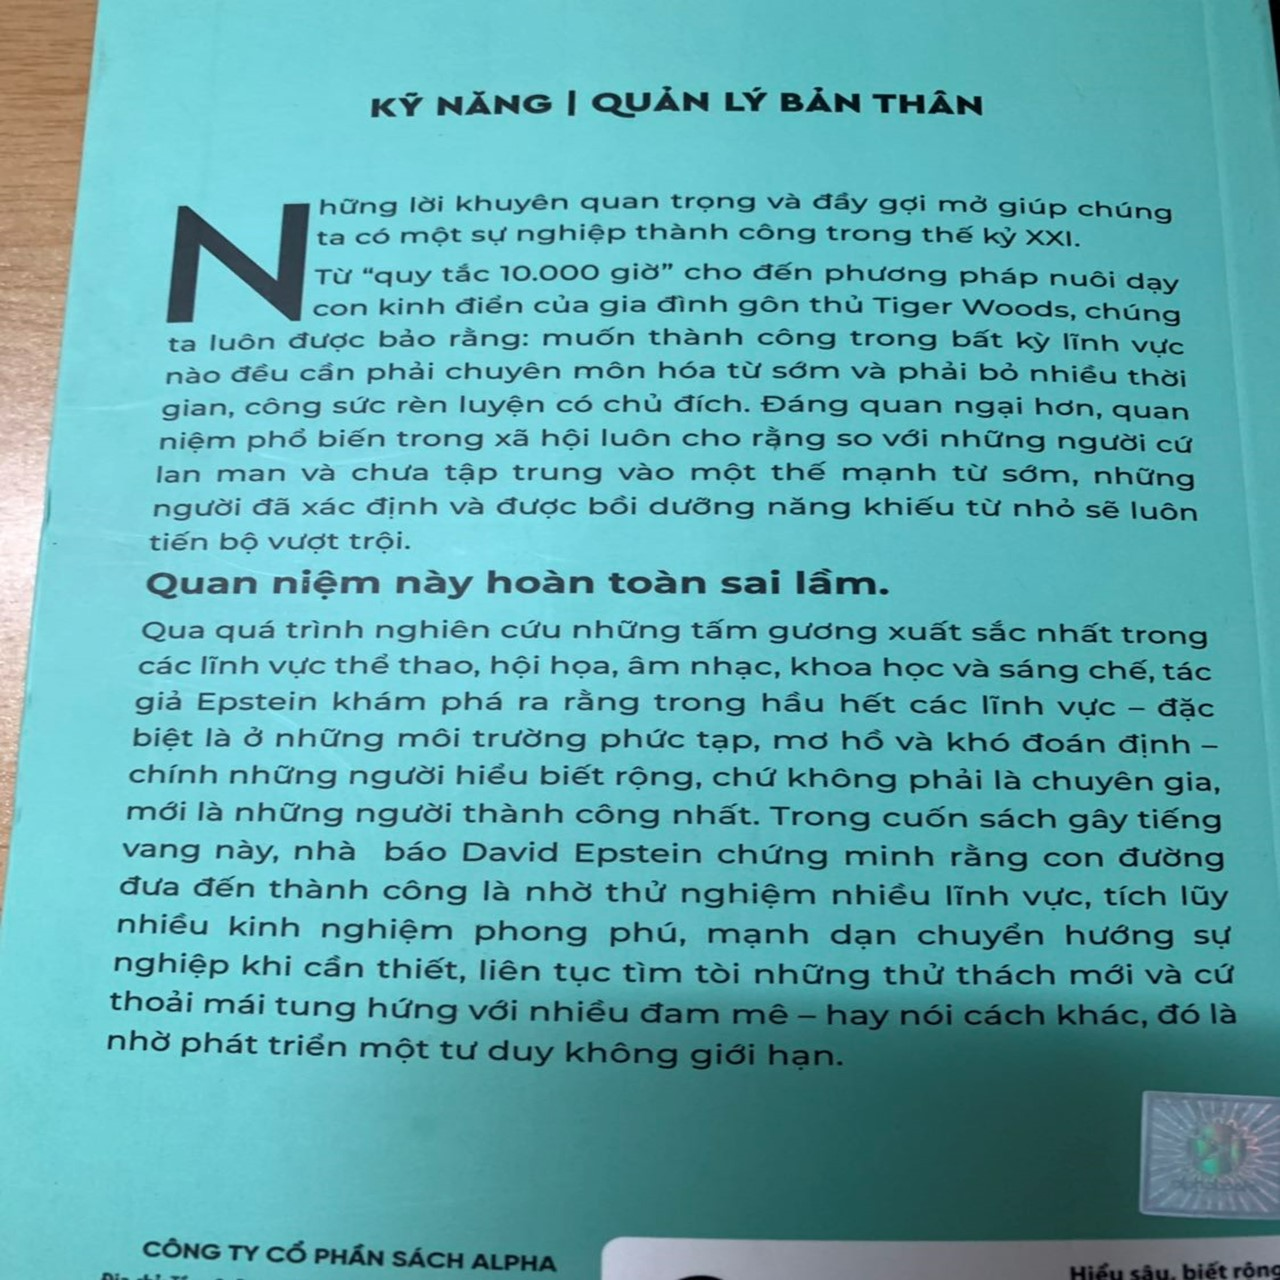 KỸ NĂNG | QUẢN LÝ BẢN THÂN
Những lời khuyên quan trọng và đầy gợi mở giúp chúng
ta có một sự nghiệp thành công trong thế kỷ XXI.
Từ “quy tắc 10.000 giờ” cho đến phương pháp nuôi dạy
con kinh điển của gia đình gôn thủ Tiger Woods, chúng
ta luôn được bảo rằng: muốn thành công trong bất kỳ lĩnh vực
nào đều cần phải chuyên môn hóa từ sớm và phải bỏ nhiều thời
gian, công sức rèn luyện có chủ đích. Đáng quan ngại hơn, quan
niệm phổ biến trong xã hội luôn cho rằng so với những người cứ
lan man và chưa tập trung vào một thế mạnh từ sớm, những
người đã xác định và được bồi dưỡng năng khiếu từ nhỏ sẽ luôn
tiến bộ vượt trội.
Quan niệm này hoàn toàn sai lầm.
Qua quá trình nghiên cứu những tấm gương xuất sắc nhất trong
các lĩnh vực thể thao, hội họa, âm nhạc, khoa học và sáng chế, tác
giả Epstein khám phá ra rằng trong hầu hết các lĩnh vực – đặc
biệt là ở những môi trường phức tạp, mơ hồ và khó đoán định –
chính những người hiểu biết rộng, chứ không phải là chuyên gia,
mới là những người thành công nhất. Trong cuốn sách gây tiếng
vang này, nhà báo David Epstein chứng minh rằng con đường
đưa đến thành công là nhờ thử nghiệm nhiều lĩnh vực, tích lũy
nhiều kinh nghiệm phong phú, mạnh dạn chuyển hướng sự
nghiệp khi cần thiết, liên tục tìm tòi những thử thách mới và cứ
thoải mái tung hứng với nhiều đam mê – hay nói cách khác, đó là
nhờ phát triển một tư duy không giới hạn.
CÔNG TY CỔ PHẦN SÁCH ALPHA
Hiểu sâu, biết rộng